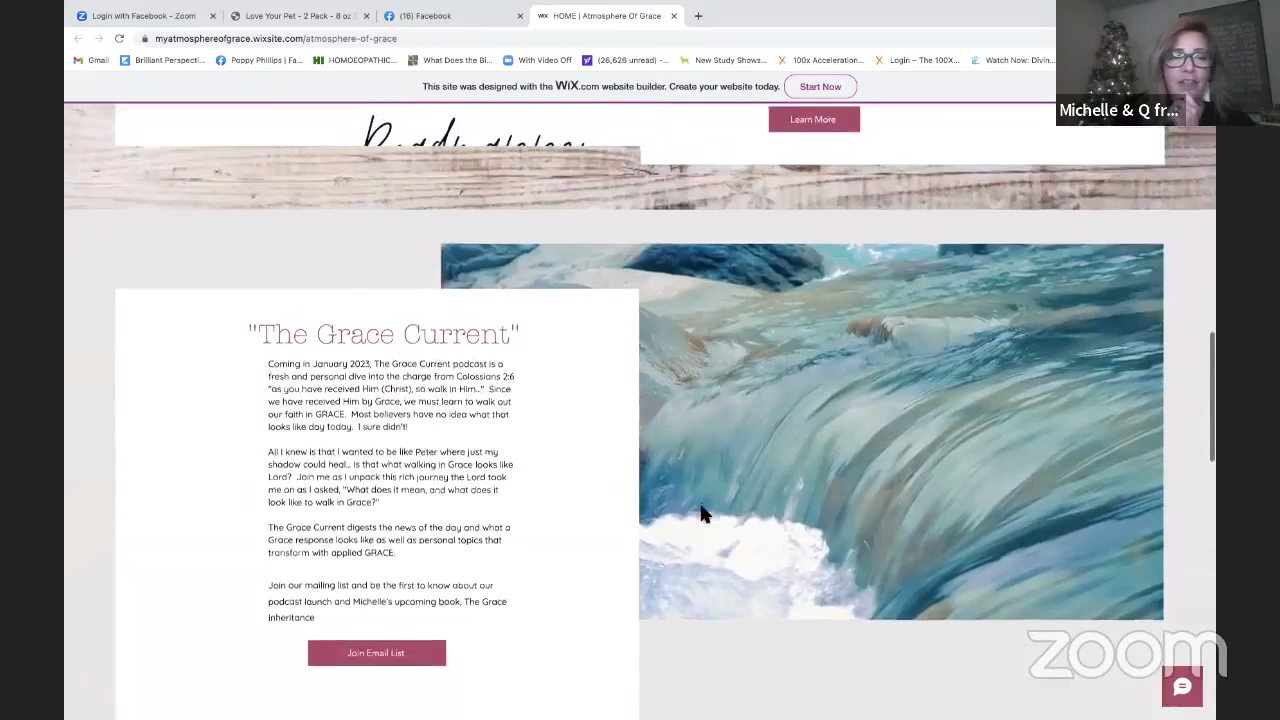 Login with Facebook - Zoom
Love Your Pet - 2 Pack - 8 oz S
(16) Facebook
WIX HOME | Atmosphere Of Grace
myatmosphereofgrace.wixsite.com/atmosphere-of-grace
Gmail
Brilliant Perspecti...
Poppy Phillips | Fa...
HOMOEOPATHIC...
What Does the Bi...
With Video Off
(26,626 unread) -...
New Study Shows...
100x Acceleration...
Login – The 100X...
Watch Now: Divin...
This site was designed with the WiX.com website builder. Create your website today.
Start Now
Michelle & Q fr...
Learn More
"The Grace Current"
Coming in January 2023, The Grace Current podcast is a
fresh and personal dive into the charge from Colossians 2:6
"as you have received Him (Christ), so walk in Him..." Since
we have received Him by Grace, we must learn to walk out
our faith in GRACE. Most believers have no idea what that
looks like day today. I sure didn't!
All I knew is that I wanted to be like Peter where just my
shadow could heal... Is that what walking in Grace looks like
Lord? Join me as I unpack this rich journey the Lord took
me on as I asked, "What does it mean, and what does it
look like to walk in Grace?"
The Grace Current digests the news of the day and what a
Grace response looks like as well as personal topics that
transform with applied GRACE.
Join our mailing list and be the first to know about our
podcast launch and Michelle's upcoming book, The Grace
Inheritance
Join Email List
zoom